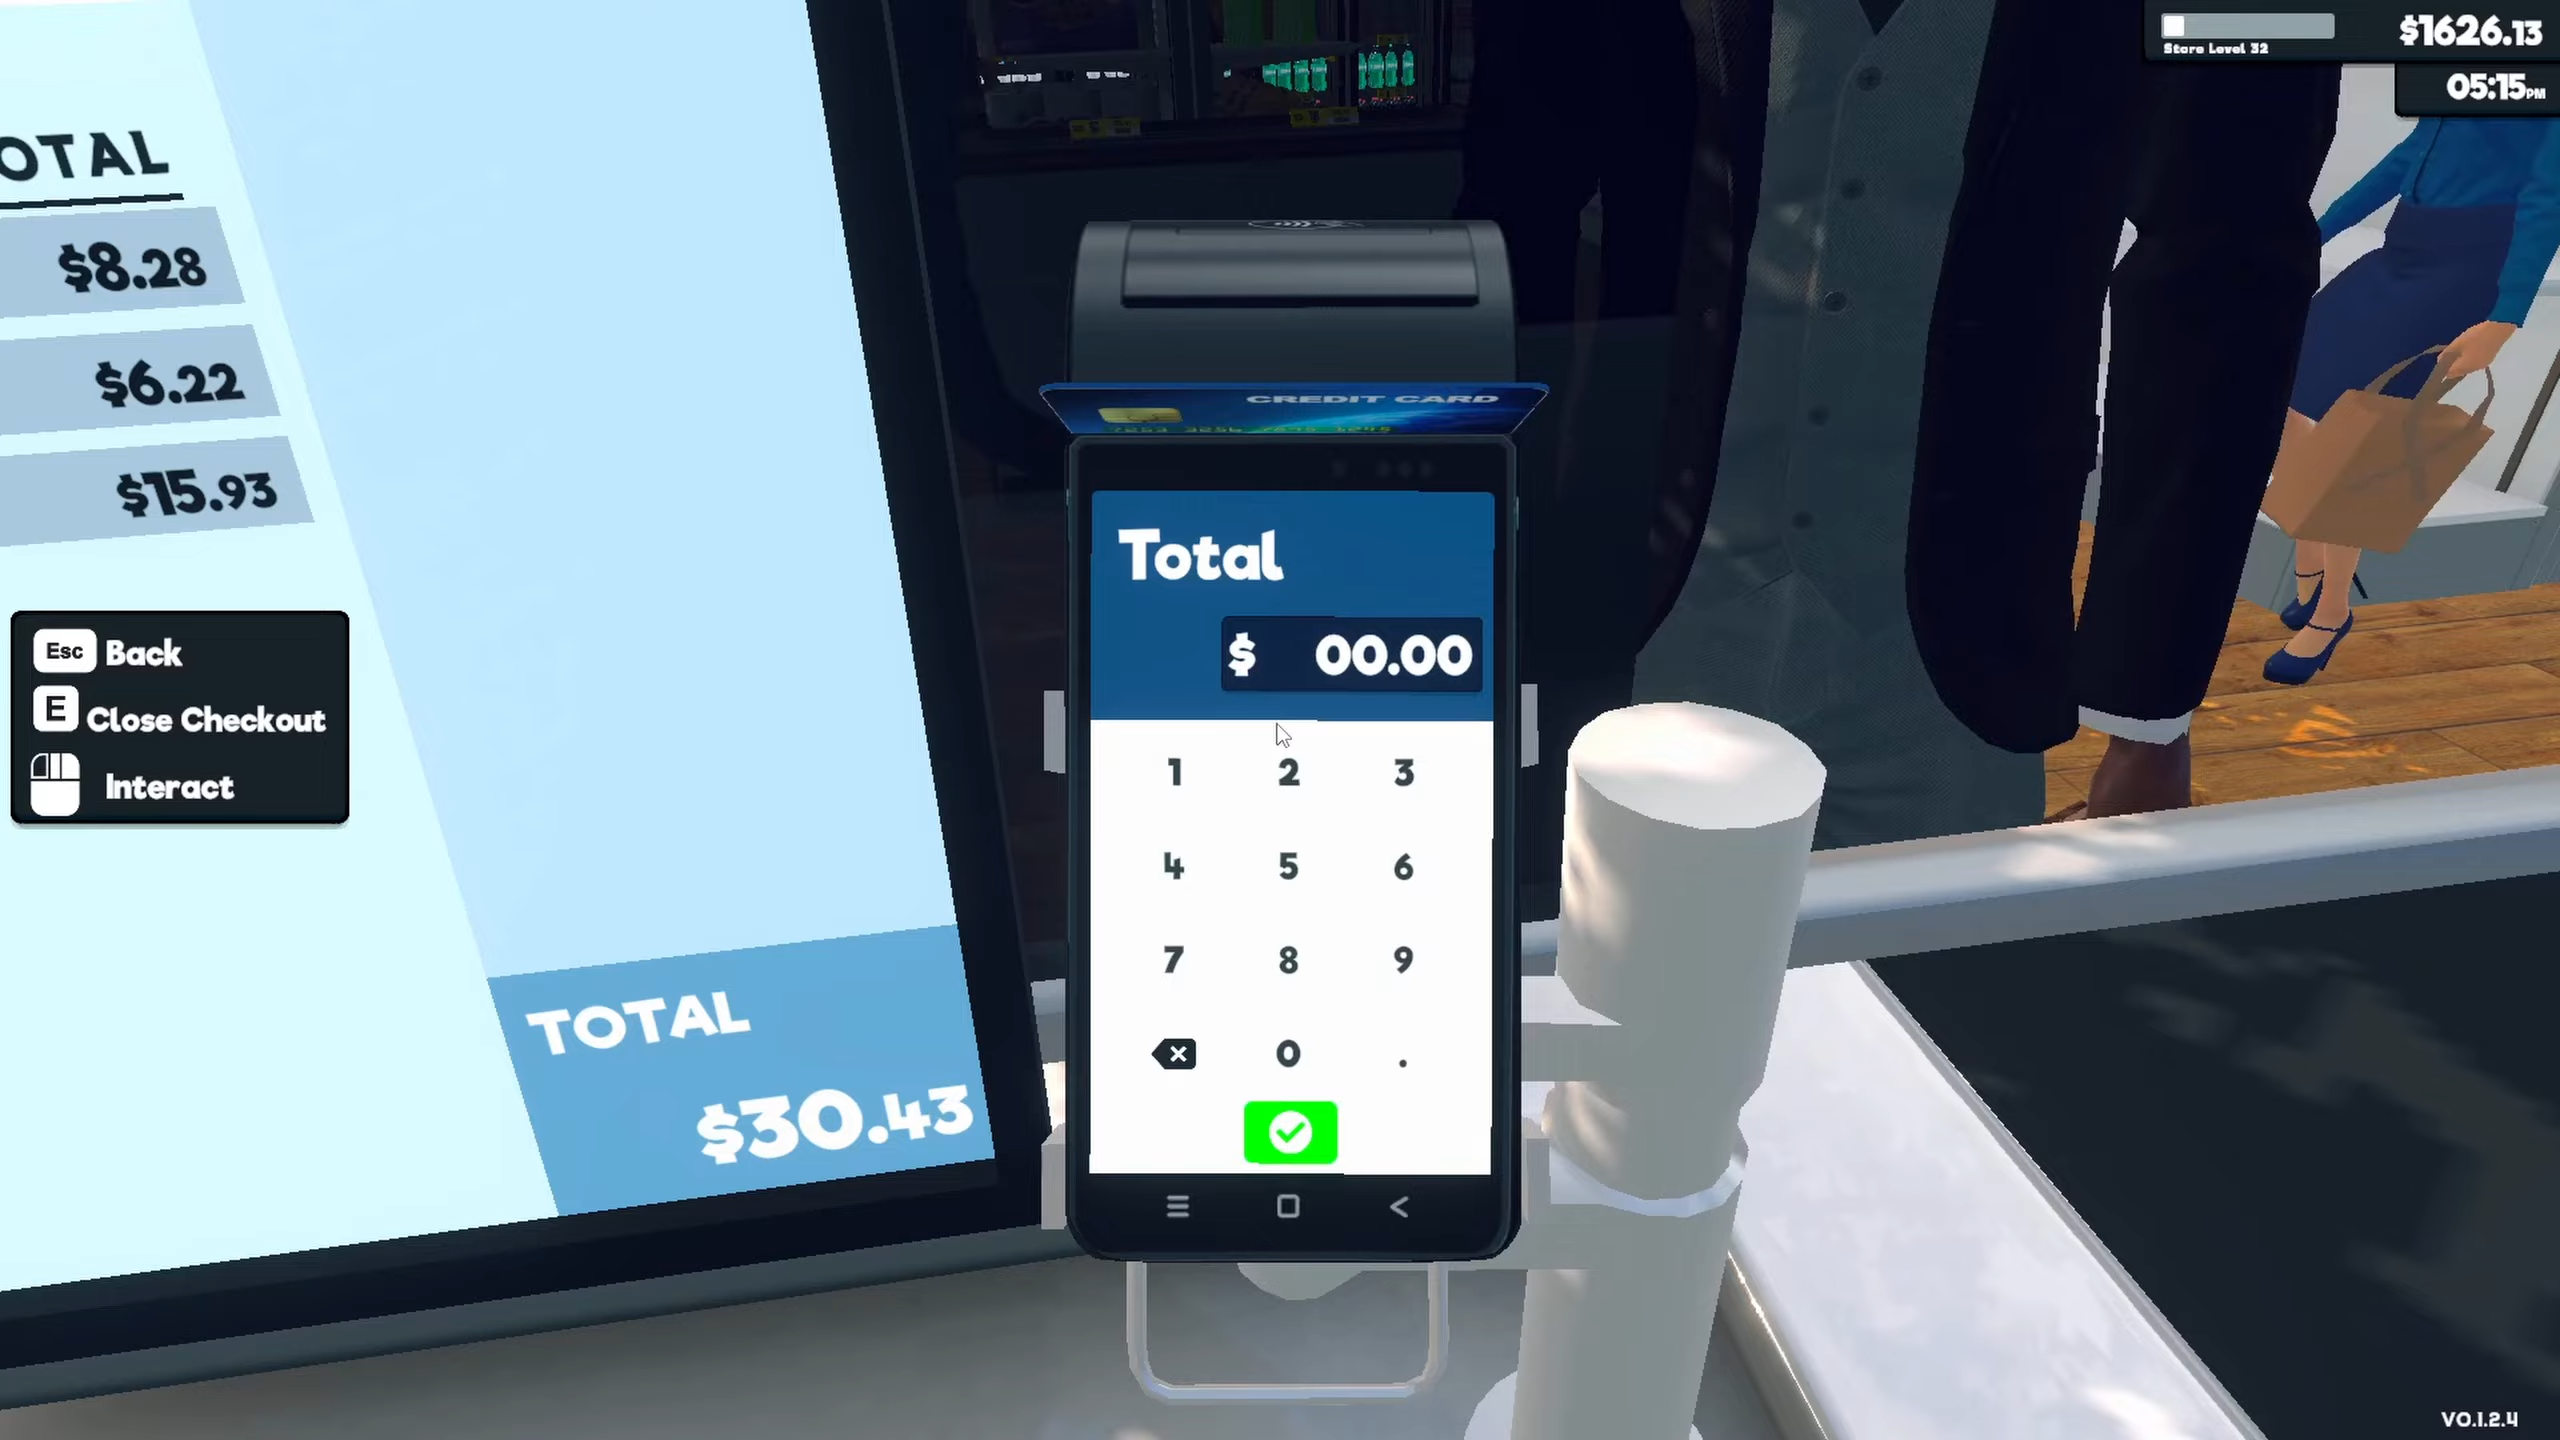 OTAL
$8.28
$6.22
$15.93
Esc Back
E Close Checkout
Interact
TOTAL
$30.43
CREDIT CARD
Total
$ 00.00
1 2 3
4 5 6
7 8 9
0 .
Store Level 32
$1626.13
05:15PM
V0.1.2.4